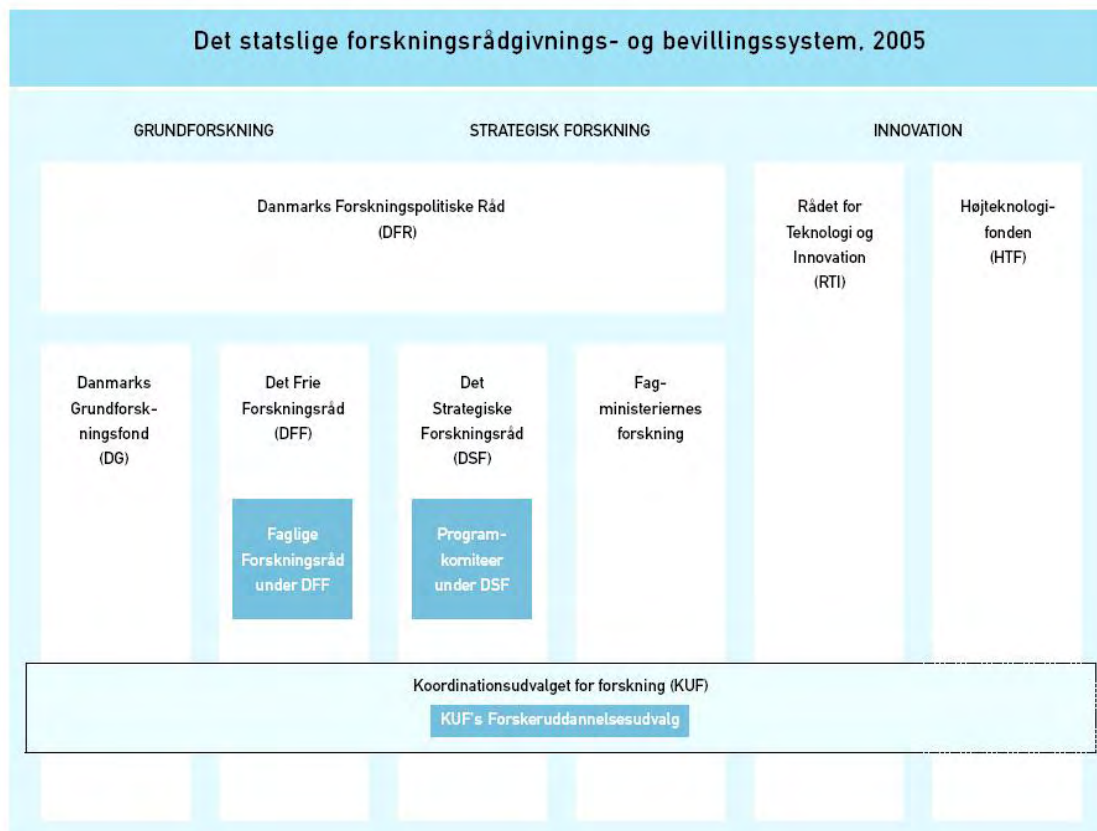 Det statslige forskningsrådgivnings- og bevillingssystem, 2005
GRUNDFORSKNING
STRATEGISK FORSKNING
INNOVATION
Danmarks Forskningspolitiske Råd
(DFR)
Rådet for
Teknologi og
Innovation
(RTI)
Højteknologi-
fonden
(HTF)
Danmarks
Grundforsk-
ningsfond
(DG)
Det Frie
Forskningsråd
(DFF)
Det
Strategiske
Forskningsråd
(DSF)
Fag-
ministeriernes
forskning
Faglige
Forskningsråd
under DFF
Program-
komiteer
under DSF
Koordinationsudvalget for forskning (KUF)
KUF's Forskeruddannelsesudvalg